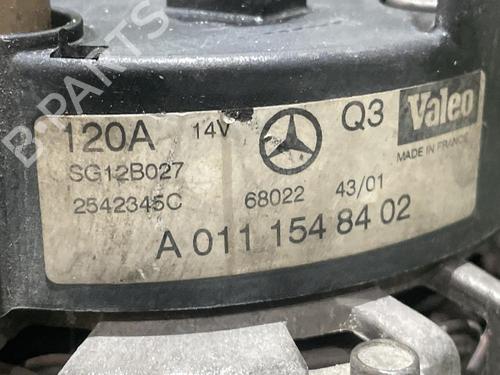 B-PARTS
120A 14V Q3 Valeo
MADE IN FRANCE
SG12B027
2542345C 68022 43/01
A 011 154 84 02